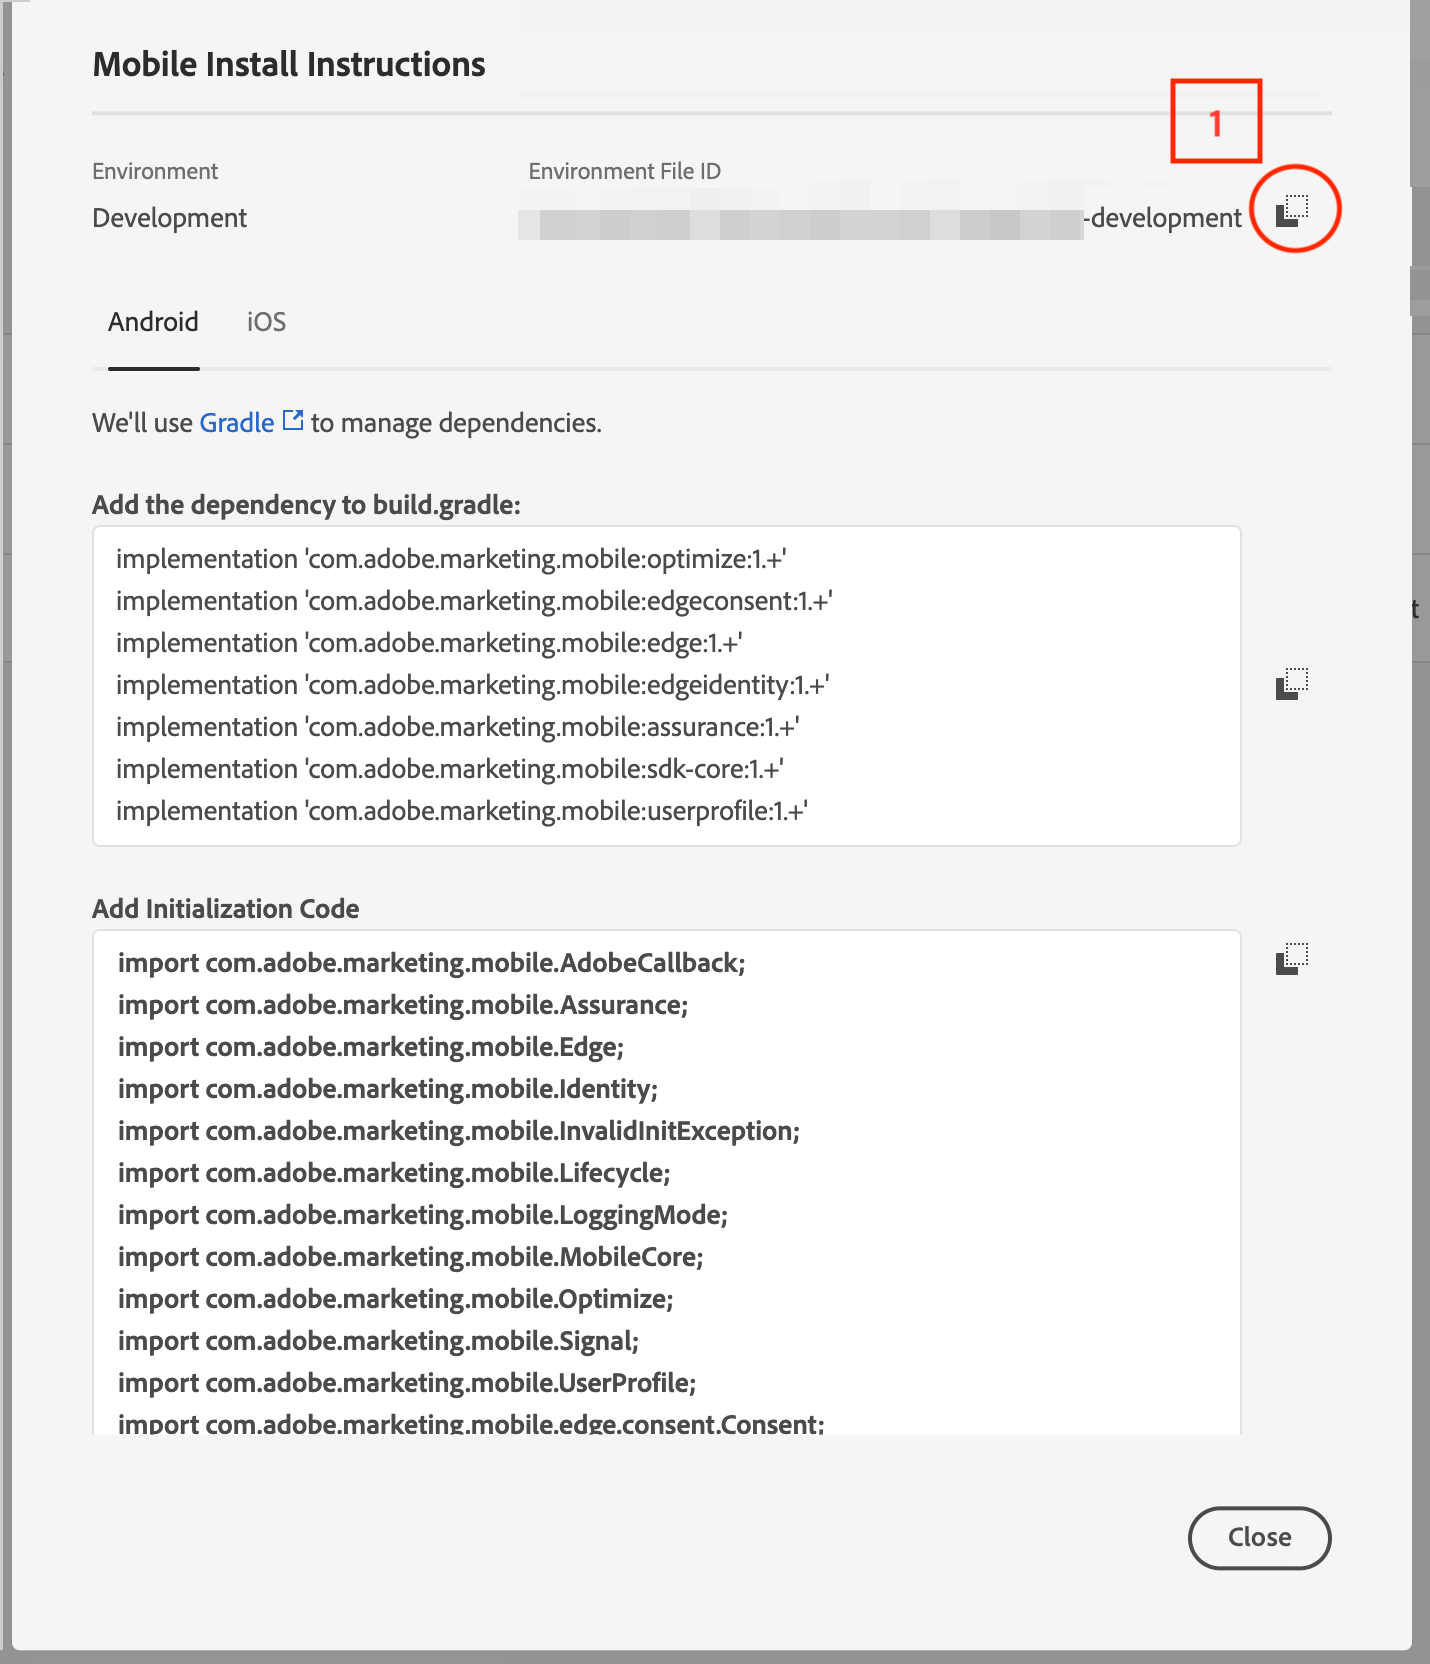 Mobile Install Instructions
1
Environment
Environment File ID
Development
-development
Android
iOS
We'll use Gradle to manage dependencies.
Add the dependency to build.gradle:
implementation 'com.adobe.marketing.mobile:optimize:1.+'
implementation 'com.adobe.marketing.mobile:edgeconsent:1.+'
implementation 'com.adobe.marketing.mobile:edge:1.+'
implementation 'com.adobe.marketing.mobile:edgeidentity:1.+'
implementation 'com.adobe.marketing.mobile:assurance:1.+'
implementation 'com.adobe.marketing.mobile:sdk-core:1.+'
implementation 'com.adobe.marketing.mobile:userprofile:1.+'
Add Initialization Code
import com.adobe.marketing.mobile.AdobeCallback;
import com.adobe.marketing.mobile.Assurance;
import com.adobe.marketing.mobile.Edge;
import com.adobe.marketing.mobile.Identity;
import com.adobe.marketing.mobile.InvalidInitException;
import com.adobe.marketing.mobile.Lifecycle;
import com.adobe.marketing.mobile.LoggingMode;
import com.adobe.marketing.mobile.MobileCore;
import com.adobe.marketing.mobile.Optimize;
import com.adobe.marketing.mobile.Signal;
import com.adobe.marketing.mobile.UserProfile;
import com.adobe.marketing.mobile.edge.consent.Consent;
Close